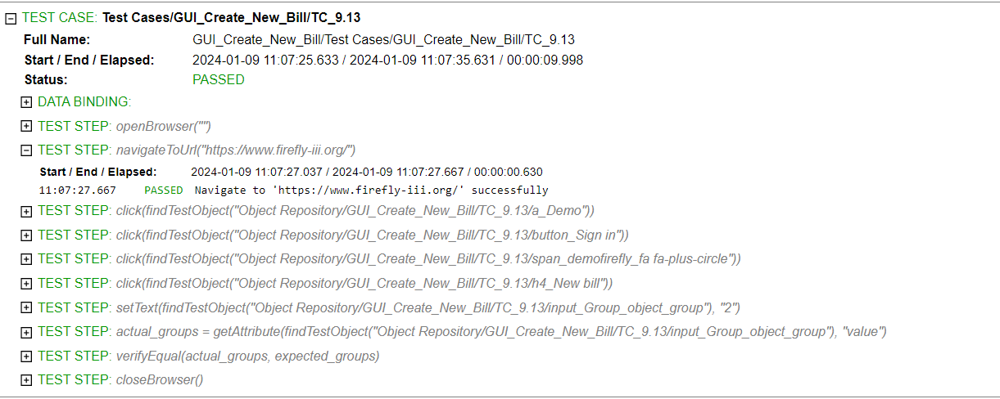 TEST CASE: Test Cases/GUI_Create_New_Bill/TC_9.13
Full Name: GUI_Create_New_Bill/Test Cases/GUI_Create_New_Bill/TC_9.13
Start / End / Elapsed: 2024-01-09 11:07:25.633 / 2024-01-09 11:07:35.631 / 00:00:09.998
Status: PASSED
DATA BINDING:
TEST STEP: openBrowser("")
TEST STEP: navigateToUrl("https://www.firefly-iii.org/")
Start / End / Elapsed: 2024-01-09 11:07:27.037 / 2024-01-09 11:07:27.667 / 00:00:00.630
11:07:27.667 PASSED Navigate to 'https://www.firefly-iii.org/' successfully
TEST STEP: click(findTestObject("Object Repository/GUI_Create_New_Bill/TC_9.13/a_Demo"))
TEST STEP: click(findTestObject("Object Repository/GUI_Create_New_Bill/TC_9.13/button_Sign in"))
TEST STEP: click(findTestObject("Object Repository/GUI_Create_New_Bill/TC_9.13/span_demofirefly_fa fa-plus-circle"))
TEST STEP: click(findTestObject("Object Repository/GUI_Create_New_Bill/TC_9.13/h4_New bill"))
TEST STEP: setText(findTestObject("Object Repository/GUI_Create_New_Bill/TC_9.13/input_Group_object_group"), "2")
TEST STEP: actual_groups = getAttribute(findTestObject("Object Repository/GUI_Create_New_Bill/TC_9.13/input_Group_object_group"), "value")
TEST STEP: verifyEqual(actual_groups, expected_groups)
TEST STEP: closeBrowser()